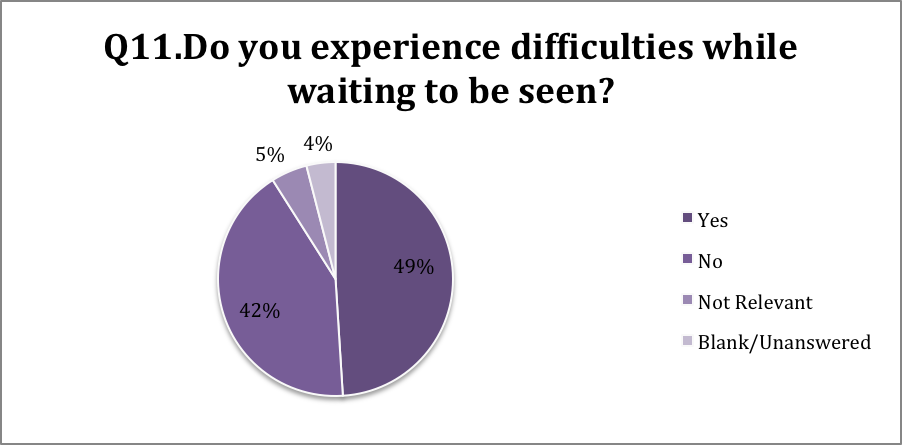 Q11.Do you experience difficulties while
waiting to be seen?
4%
5%
49%
42%
Yes
No
Not Relevant
Blank/Unanswered